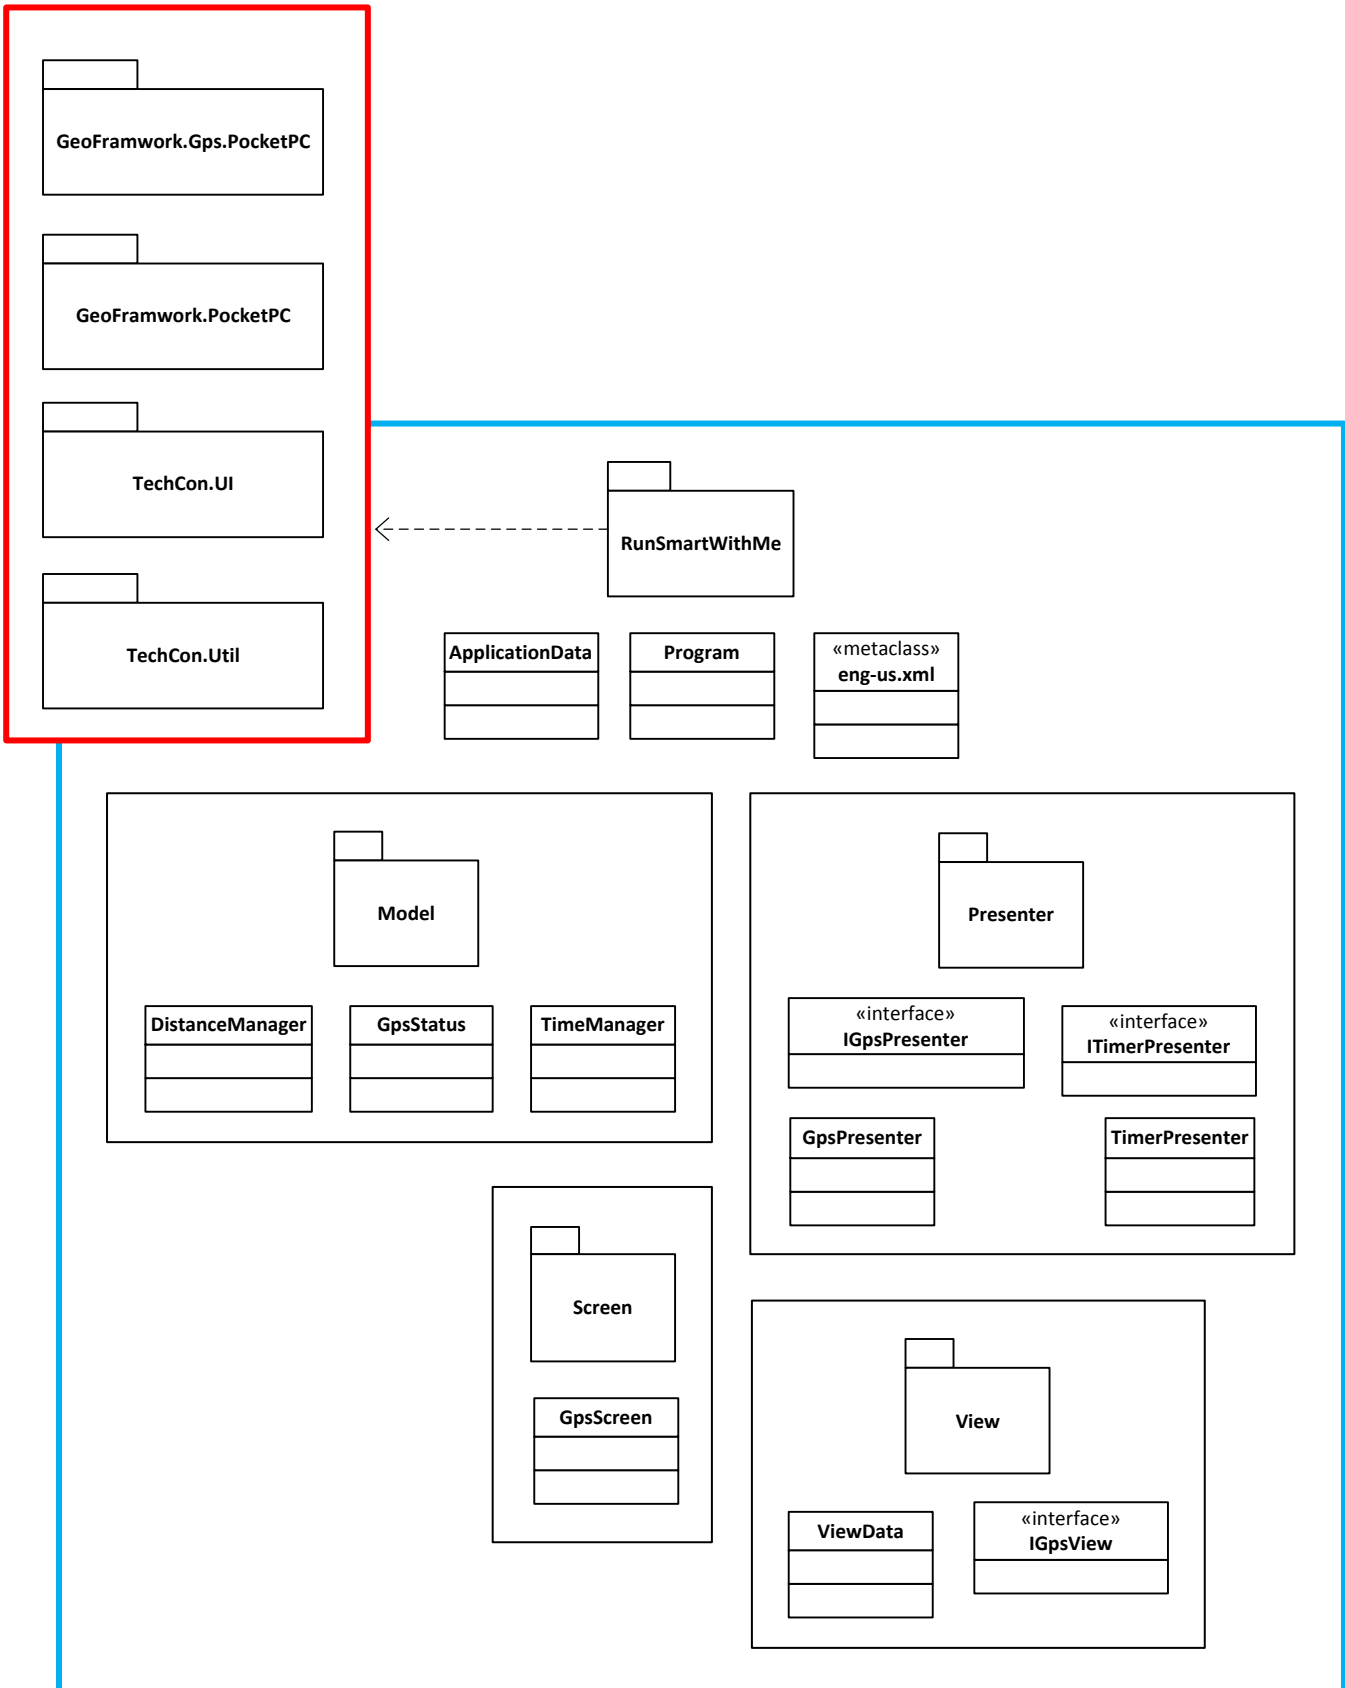 GeoFramwork.Gps.PocketPC
GeoFramwork.PocketPC
TechCon.UI
TechCon.Util
RunSmartWithMe
ApplicationData
Program
«metaclass»
eng-us.xml
Model
DistanceManager
GpsStatus
TimeManager
Presenter
«interface»
IGpsPresenter
«interface»
ITimerPresenter
GpsPresenter
TimerPresenter
Screen
GpsScreen
View
ViewData
«interface»
IGpsView